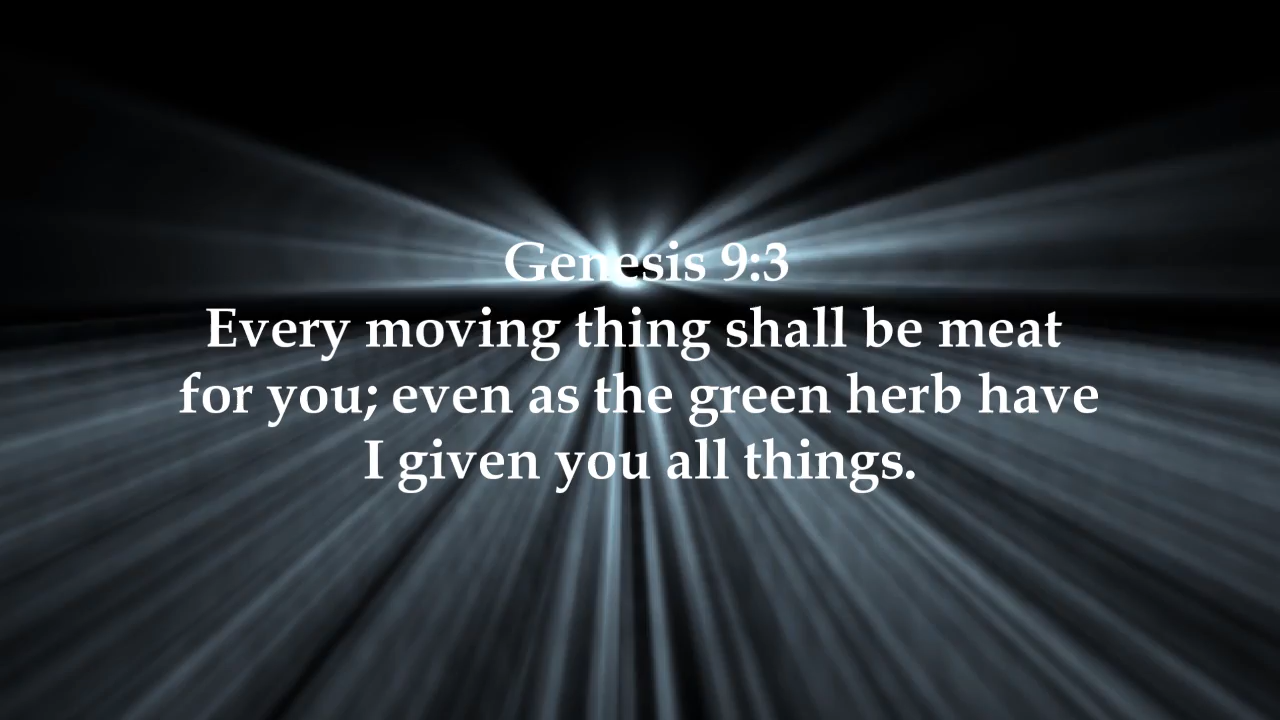 Genesis 9:3
Every moving thing shall be meat
for you; even as the green herb have
I given you all things.